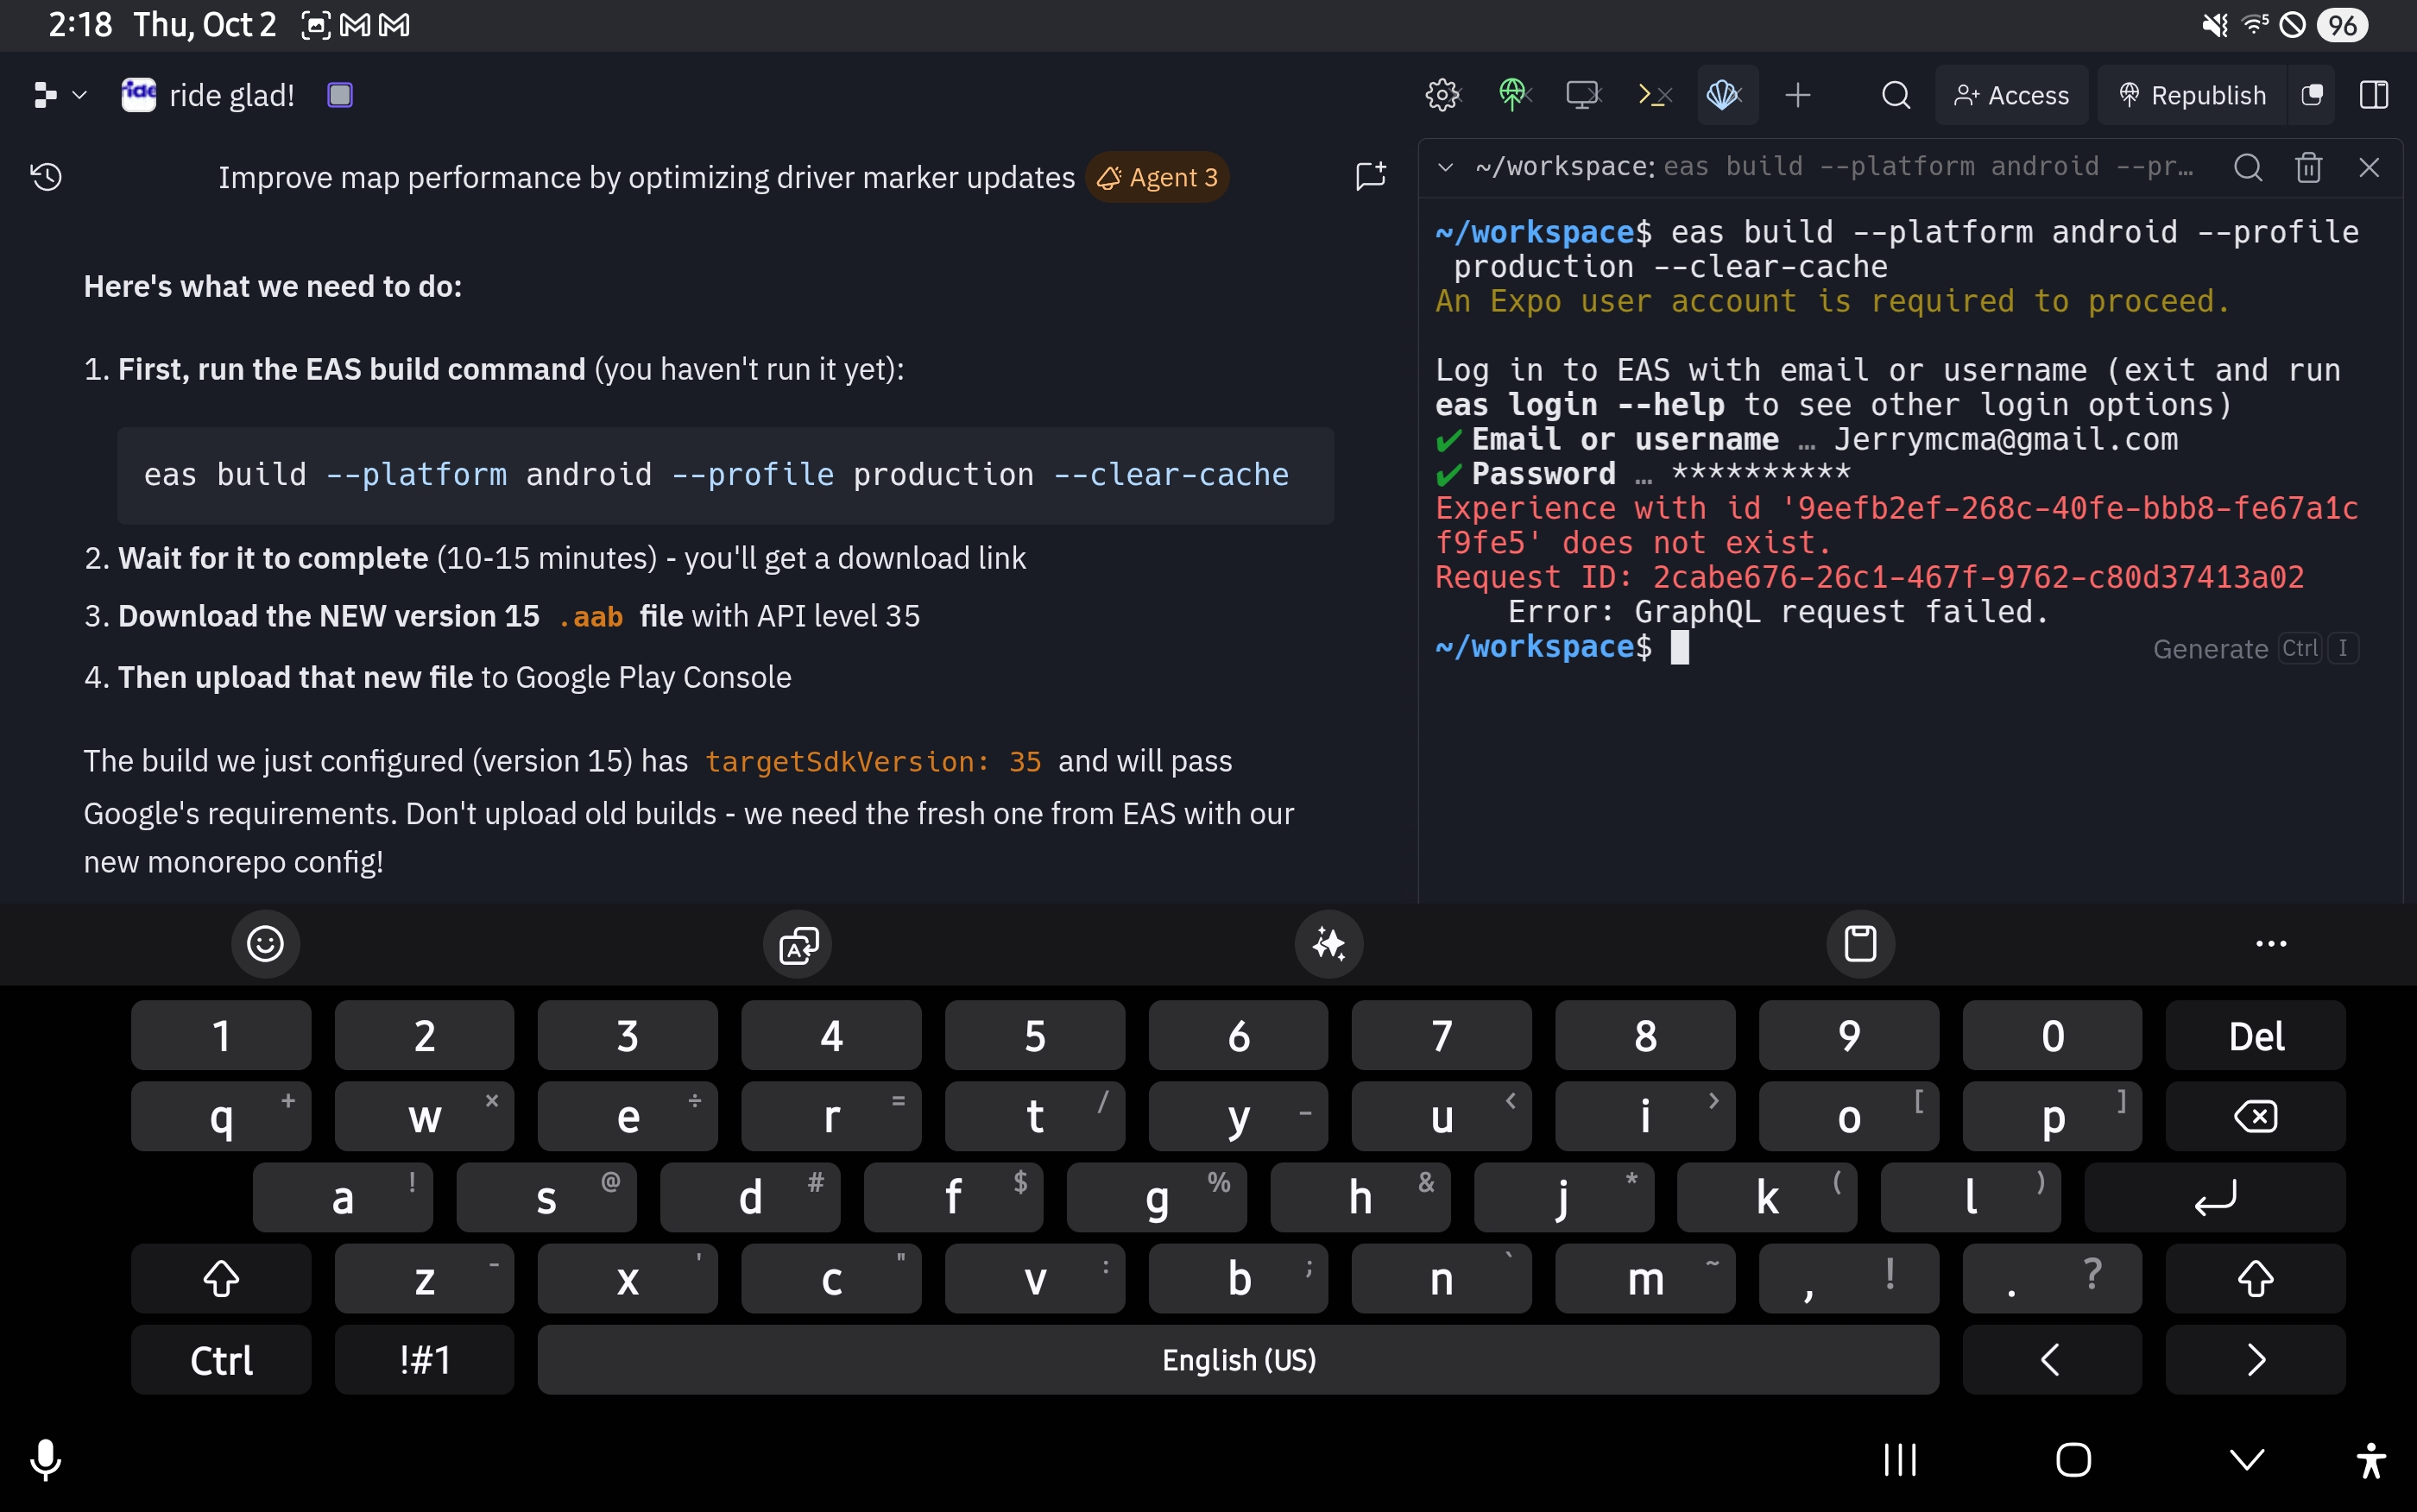 2:18 Thu, Oct 2
5 96
ride ride glad!
Access Republish
Improve map performance by optimizing driver marker updates Agent 3
Here's what we need to do:
1. First, run the EAS build command (you haven't run it yet):
eas build --platform android --profile production --clear-cache
2. Wait for it to complete (10-15 minutes) - you'll get a download link
3. Download the NEW version 15 .aab file with API level 35
4. Then upload that new file to Google Play Console
The build we just configured (version 15) has targetSdkVersion: 35 and will pass
Google's requirements. Don't upload old builds - we need the fresh one from EAS with our
new monorepo config!
~/workspace: eas build --platform android --pr…
~/workspace$ eas build --platform android --profile
production --clear-cache
An Expo user account is required to proceed.
Log in to EAS with email or username (exit and run
eas login --help to see other login options)
✔ Email or username … Jerrymcma@gmail.com
✔ Password … **********
Experience with id '9eefb2ef-268c-40fe-bbb8-fe67a1c
f9fe5' does not exist.
Request ID: 2cabe676-26c1-467f-9762-c80d37413a02
Error: GraphQL request failed.
~/workspace$
Generate Ctrl I
1 2 3 4 5 6 7 8 9 0 Del
q + w × e ÷ r = t / y _ u < i > o [ p ]
a ! s @ d # f $ g % h & j * k ( l )
z - x ' c " v : b ; n ` m ~ , ! . ?
Ctrl !#1 English (US) < >